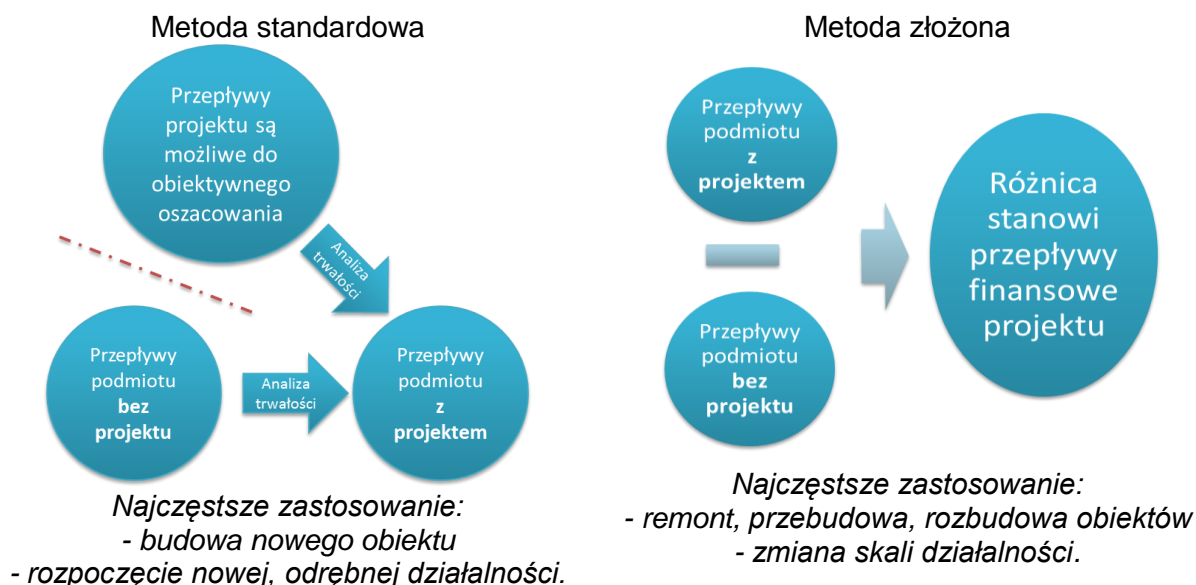 Metoda standardowa
Przepływy
projektu są
możliwe do
obiektywnego
oszacowania
Analiza
trwałości
Przepływy
podmiotu
bez
projektu
Analiza
trwałości
Przepływy
podmiotu
z
projektem
Najczęstsze zastosowanie:
- budowa nowego obiektu
- rozpoczęcie nowej, odrębnej działalności.
Metoda złożona
Przepływy
podmiotu
z
projektem
Przepływy
podmiotu
bez
projektu
Różnica
stanowi
przepływy
finansowe
projektu
Najczęstsze zastosowanie:
- remont, przebudowa, rozbudowa obiektów
- zmiana skali działalności.